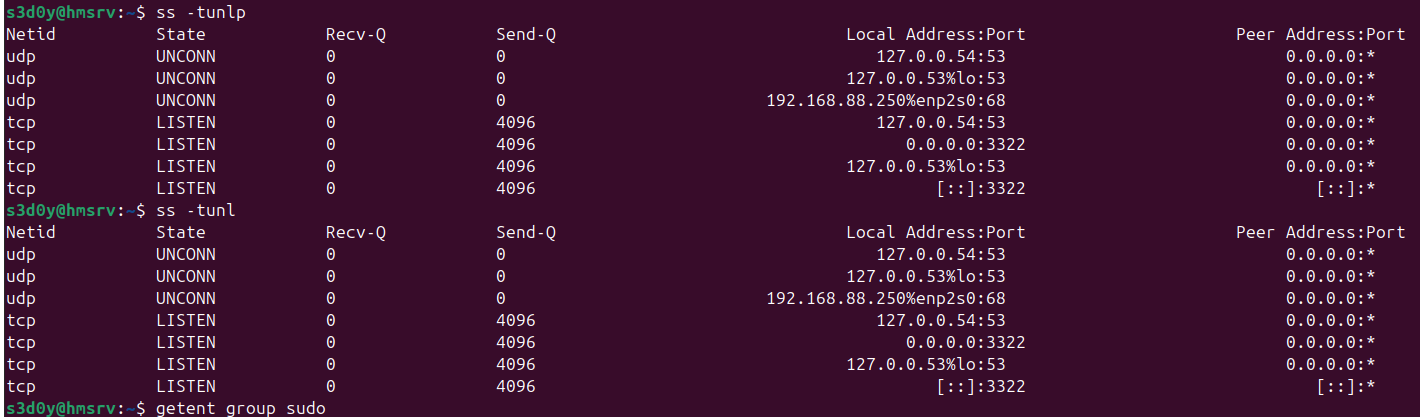 s3d0y@hmsrv:~$ ss -tunlp
Netid State Recv-Q Send-Q Local Address:Port Peer Address:Port
udp UNCONN 0 0 127.0.0.54:53 0.0.0.0:*
udp UNCONN 0 0 127.0.0.53%lo:53 0.0.0.0:*
udp UNCONN 0 0 192.168.88.250%enp2s0:68 0.0.0.0:*
tcp LISTEN 0 4096 127.0.0.54:53 0.0.0.0:*
tcp LISTEN 0 4096 0.0.0.0:3322 0.0.0.0:*
tcp LISTEN 0 4096 127.0.0.53%lo:53 0.0.0.0:*
tcp LISTEN 0 4096 [::]:3322 [::]:*
s3d0y@hmsrv:~$ ss -tunl
Netid State Recv-Q Send-Q Local Address:Port Peer Address:Port
udp UNCONN 0 0 127.0.0.54:53 0.0.0.0:*
udp UNCONN 0 0 127.0.0.53%lo:53 0.0.0.0:*
udp UNCONN 0 0 192.168.88.250%enp2s0:68 0.0.0.0:*
tcp LISTEN 0 4096 127.0.0.54:53 0.0.0.0:*
tcp LISTEN 0 4096 0.0.0.0:3322 0.0.0.0:*
tcp LISTEN 0 4096 127.0.0.53%lo:53 0.0.0.0:*
tcp LISTEN 0 4096 [::]:3322 [::]:*
s3d0y@hmsrv:~$ getent group sudo